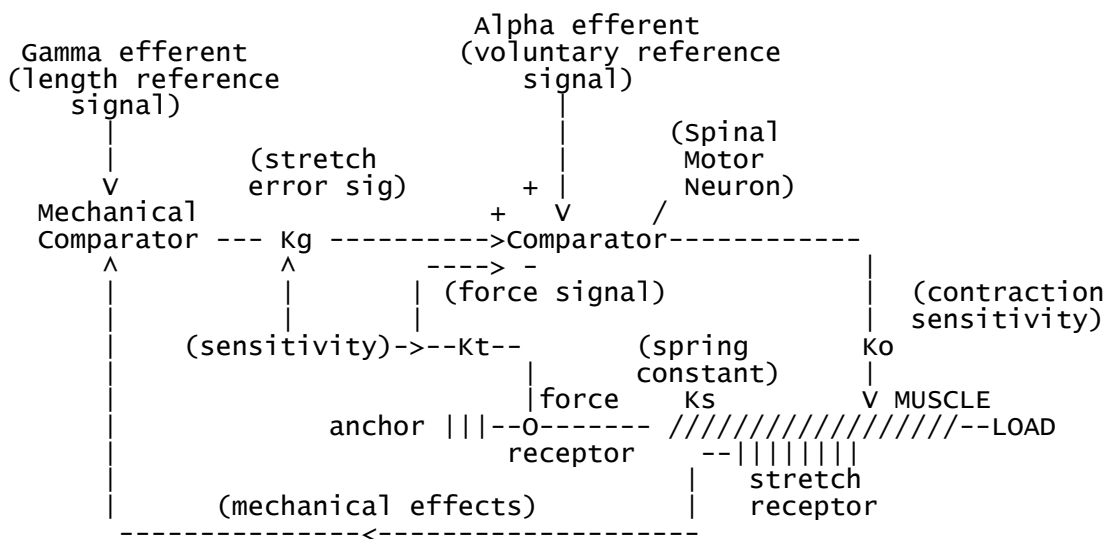 Alpha efferent
 Gamma efferent                    (voluntary reference
(length reference                       signal)
    signal)                               |
       |                                  |      (Spinal
       |        (stretch                  |       Motor
       V        error sig)              + |       Neuron)
  Mechanical                          +   V      /
  Comparator --- Kg ---------->Comparator------------
      ^          ^        ----> -                    |
      |          |       | (force signal)            |  (contraction
      |          |       |                           |  sensitivity)
      |    (sensitivity)->--Kt--       (spring       Ko
      |                         |      constant)     |
      |                         |force    Ks         V MUSCLE
      |             anchor |||--O------- //////////////////--LOAD
      |                        receptor    --||||||||
      |                                   |   stretch
      |      (mechanical effects)         |   receptor
       ---------------<--------------------